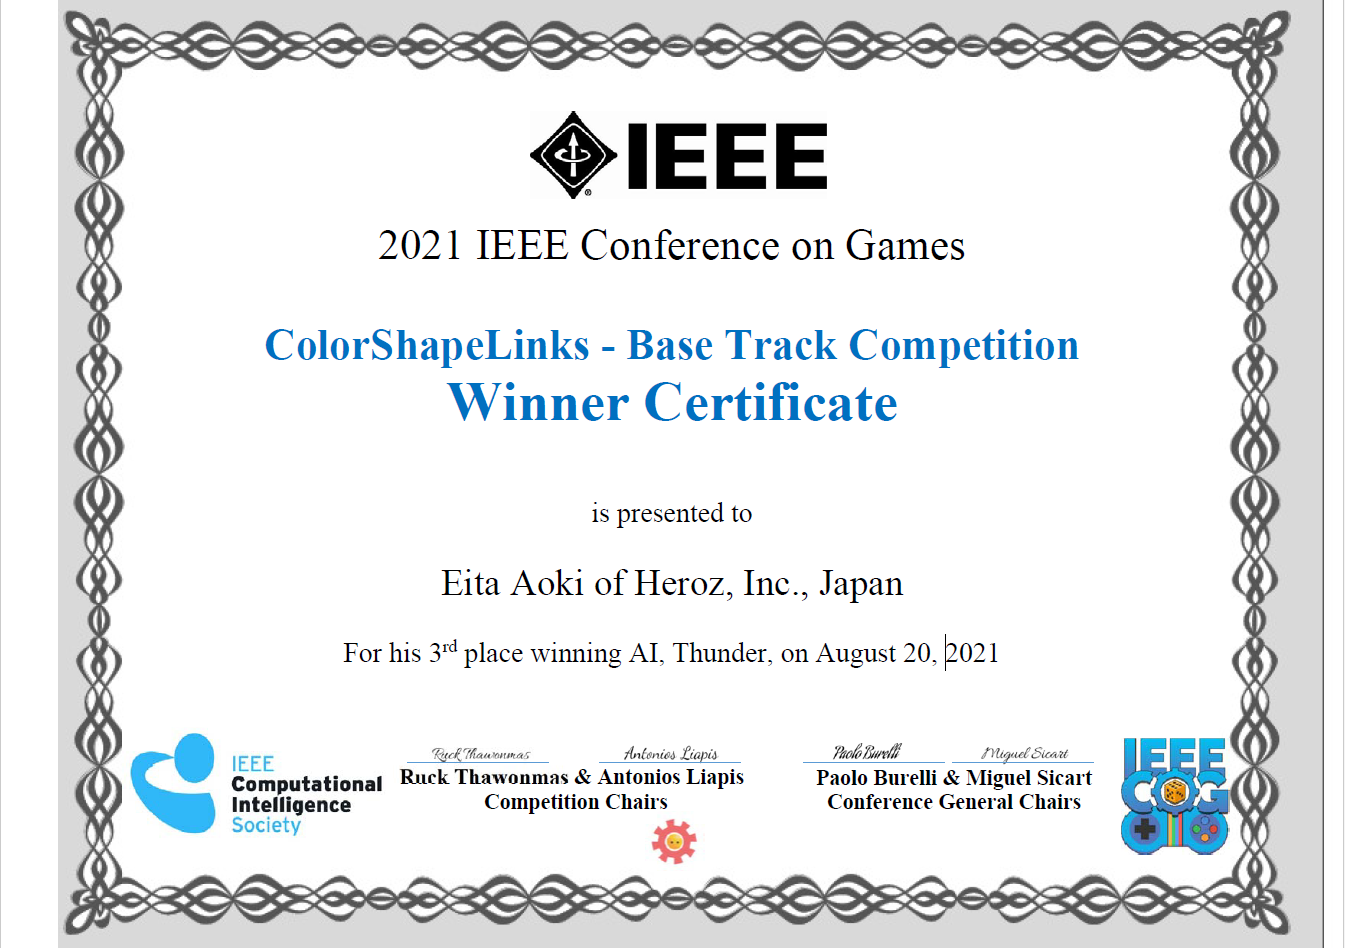 IEEE
2021 IEEE Conference on Games
ColorShapeLinks - Base Track Competition
Winner Certificate
is presented to
Eita Aoki of Heroz, Inc., Japan
For his 3rd place winning AI, Thunder, on August 20, 2021
IEEE
Computational
Intelligence
Society
Ruck Thawonmas
Antonios Liapis
Ruck Thawonmas & Antonios Liapis
Competition Chairs
Paolo Burelli
Miguel Sicart
Paolo Burelli & Miguel Sicart
Conference General Chairs
IEEE
COG